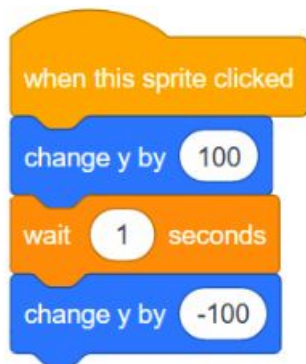 when this sprite clicked
change y by 100
wait 1 seconds
change y by -100